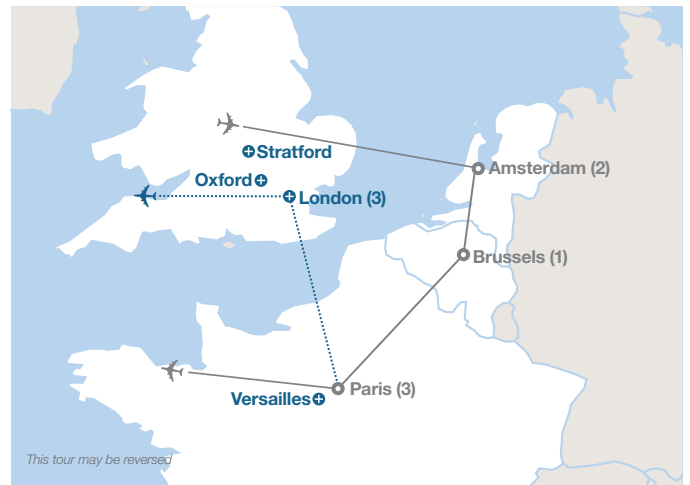 Stratford
Amsterdam (2)
Oxford
London (3)
Brussels (1)
Paris (3)
Versailles
This tour may be reversed